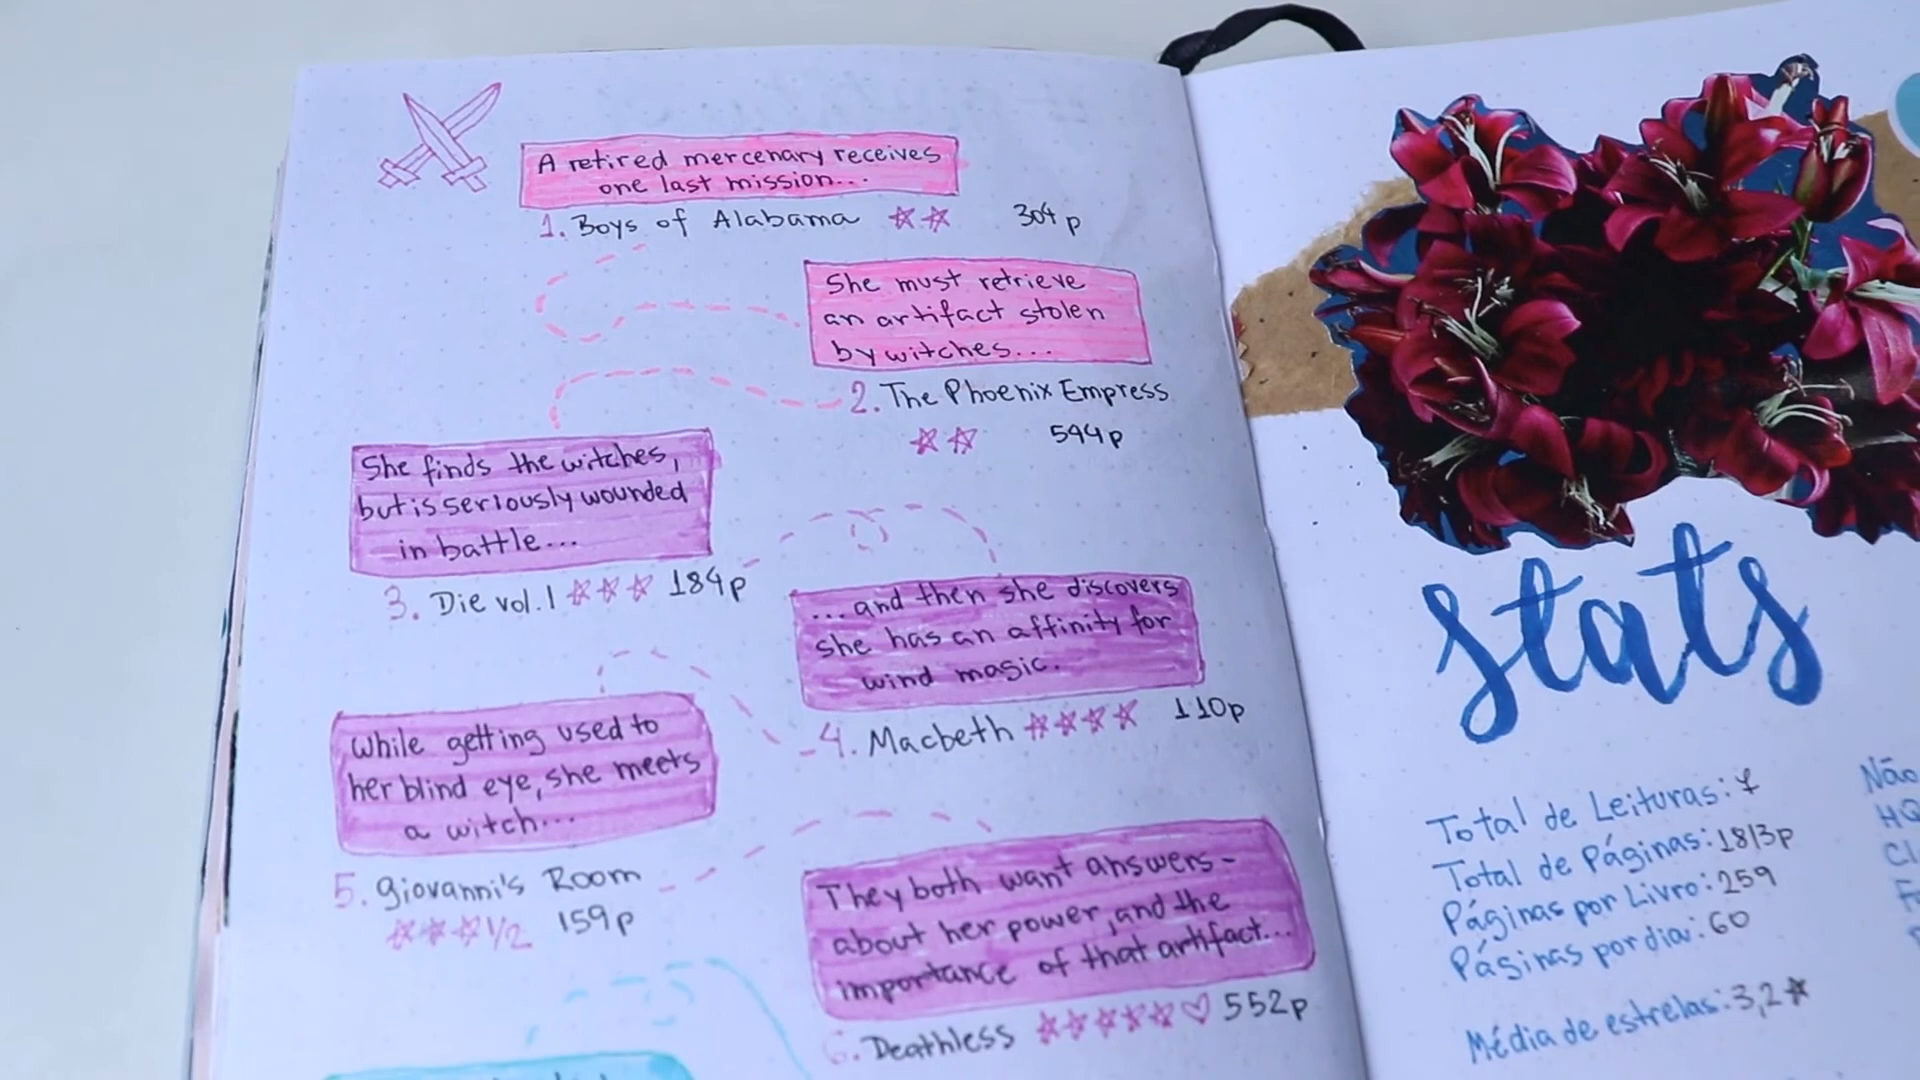 A retired mercenary receives
one last mission...
1. Boys of Alabama ☆☆ 304p
She must retrieve
an artifact stolen
by witches...
2. The Phoenix Empress
☆☆ 544p
She finds the witches,
but is seriously wounded
in battle...
3. Die vol. 1 ☆☆☆ 184p
...and then she discovers
she has an affinity for
wind magic.
4. Macbeth ☆☆☆☆ 110p
While getting used to
her blind eye, she meets
a witch...
5. Giovanni's Room
☆☆☆ 1/2 159p
They both want answers-
about her power, and the
importance of that artifact...
6. Deathless ☆☆☆☆☆♡ 552p
stats
Total de Leituras: 7
Total de Páginas: 1813p
Páginas por Livro: 259
Páginas por dia: 60
Média de estrelas: 3,2☆
Não
HQ